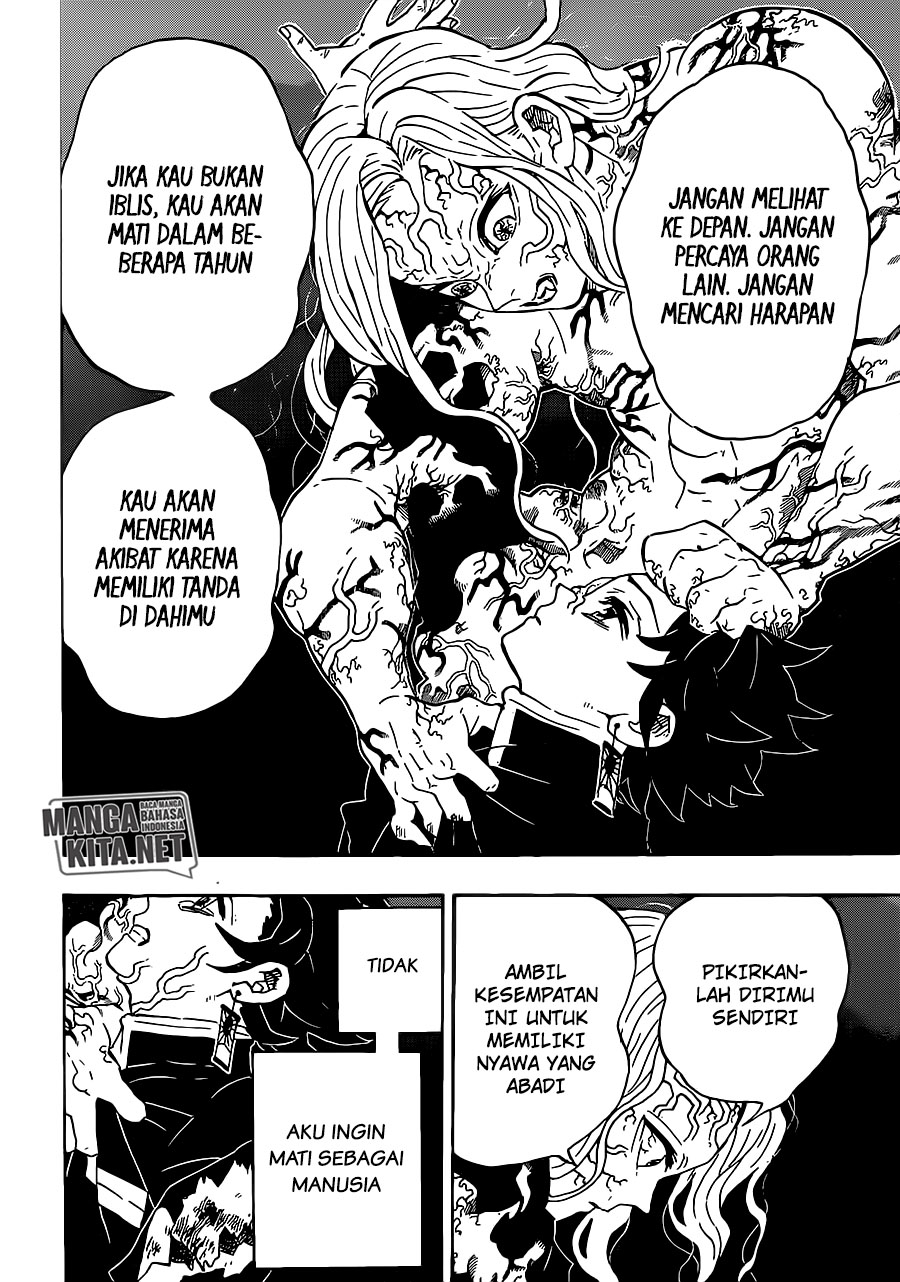 JANGAN MELIHAT
KE DEPAN. JANGAN
PERCAYA ORANG
LAIN. JANGAN
MENCARI HARAPAN
JIKA KAU BUKAN
IBLIS, KAU AKAN
MATI DALAM BE-
BERAPA TAHUN
KAU AKAN
MENERIMA
AKIBAT KARENA
MEMILIKI TANDA
DI DAHIMU
MANGA
BACA MANGA
BAHASA
INDONESIA
KITA.NET
PIKIRKAN-
LAH DIRIMU
SENDIRI
AMBIL
KESEMPATAN
INI UNTUK
MEMILIKI
NYAWA YANG
ABADI
TIDAK
AKU INGIN
MATI SEBAGAI
MANUSIA